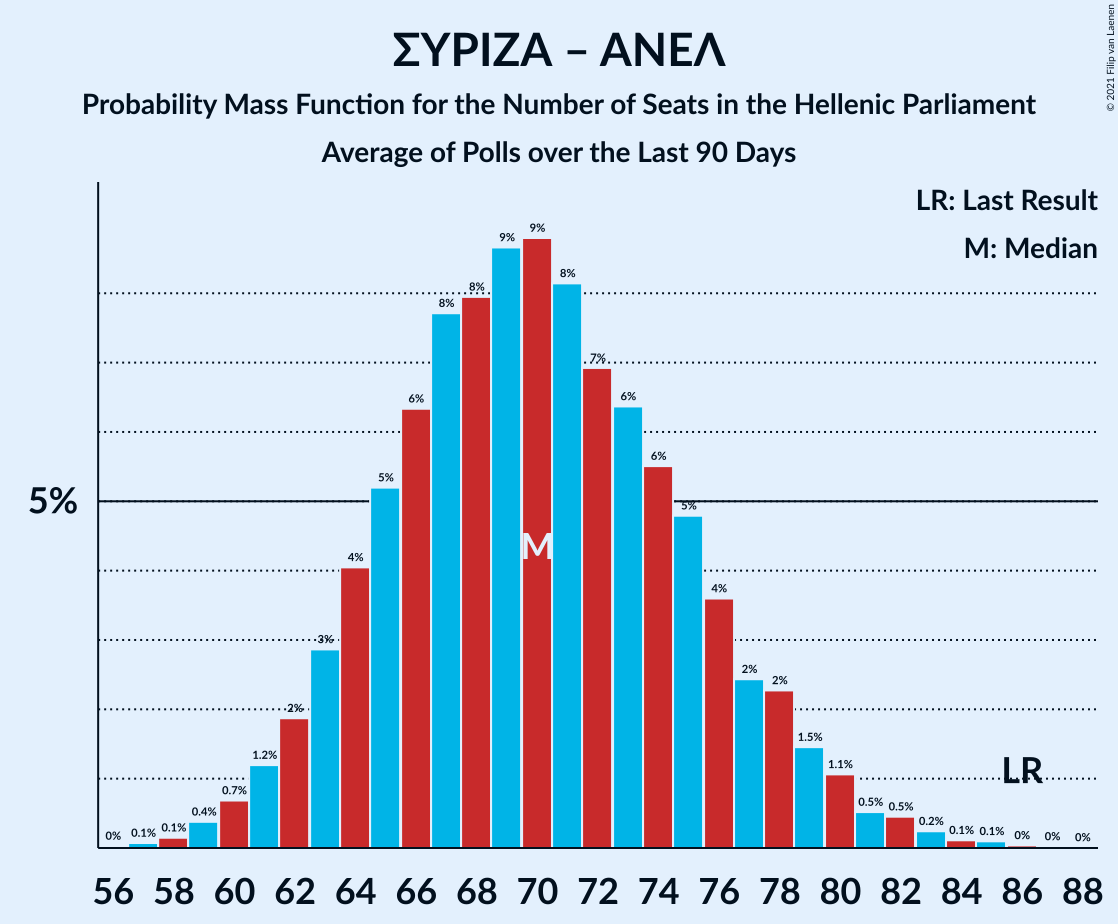 ΣΥΡΙΖΑ – ΑΝΕΛ
Probability Mass Function for the Number of Seats in the Hellenic Parliament
Average of Polls over the Last 90 Days
© 2021 Filip van Laenen
LR: Last Result
M: Median
5%
0% 0.1% 0.1% 0.4% 0.7% 1.2% 2% 3% 4% 5% 6% 8% 8% 9% 9% 8% 7% 6% 6% 5% 4% 2% 2% 1.5% 1.1% 0.5% 0.5% 0.2% 0.1% 0.1% 0% 0% 0%
M
LR
56 58 60 62 64 66 68 70 72 74 76 78 80 82 84 86 88